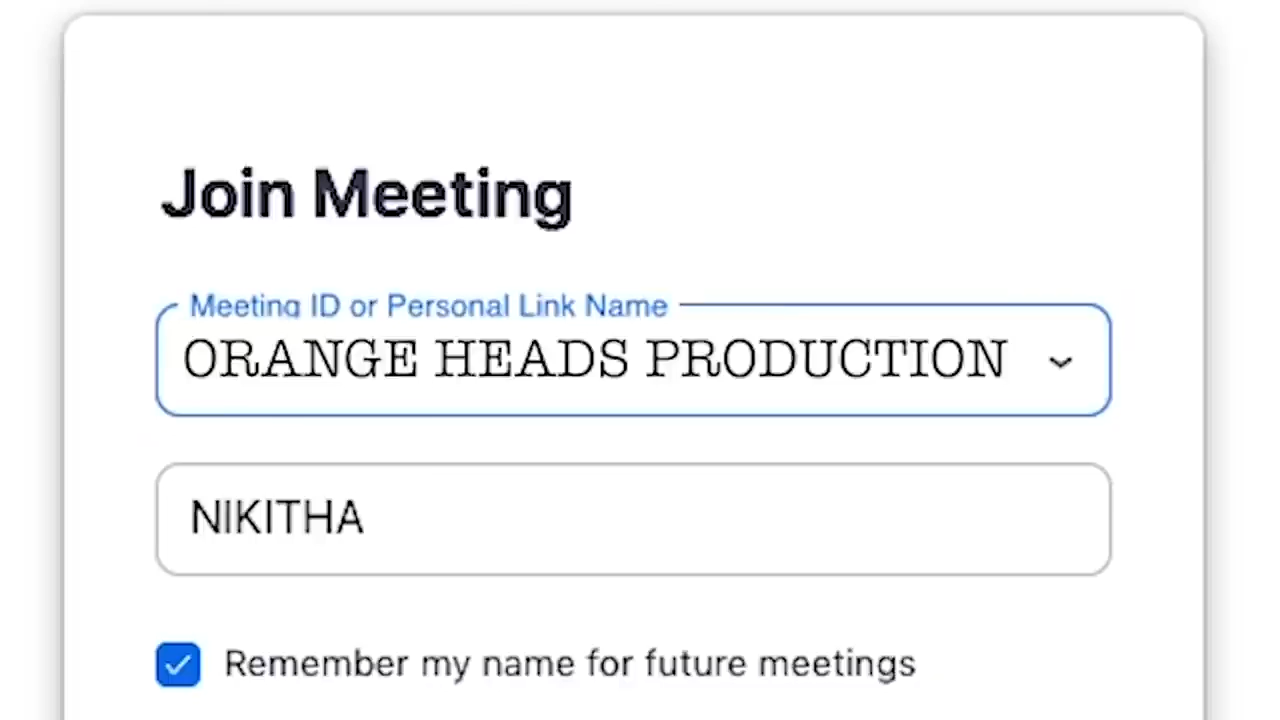 Join Meeting
Meeting ID or Personal Link Name
ORANGE HEADS PRODUCTION
NIKITHA
Remember my name for future meetings